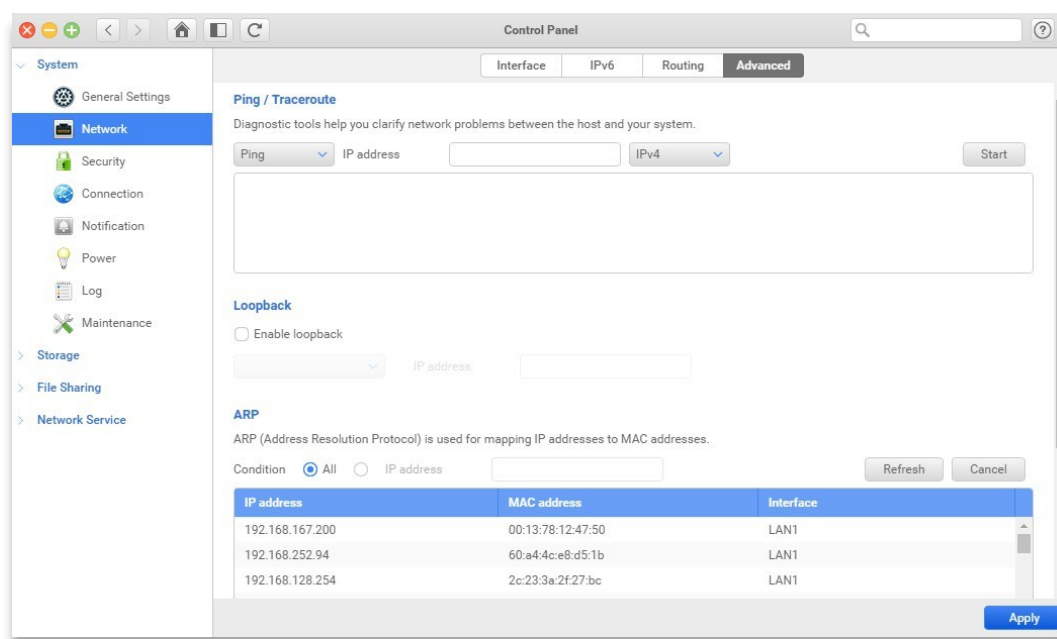 Control Panel
?
System
General Settings
Network
Security
Connection
Notification
Power
Log
Maintenance
Storage
File Sharing
Network Service
Interface IPv6 Routing Advanced
Ping / Traceroute
Diagnostic tools help you clarify network problems between the host and your system.
Ping IP address IPv4 Start
Loopback
Enable loopback
IP address
ARP
ARP (Address Resolution Protocol) is used for mapping IP addresses to MAC addresses.
Condition All IP address Refresh Cancel
IP address MAC address Interface
192.168.167.200 00:13:78:12:47:50 LAN1
192.168.252.94 60:a4:4c:e8:d5:1b LAN1
192.168.128.254 2c:23:3a:2f:27:bc LAN1
Apply